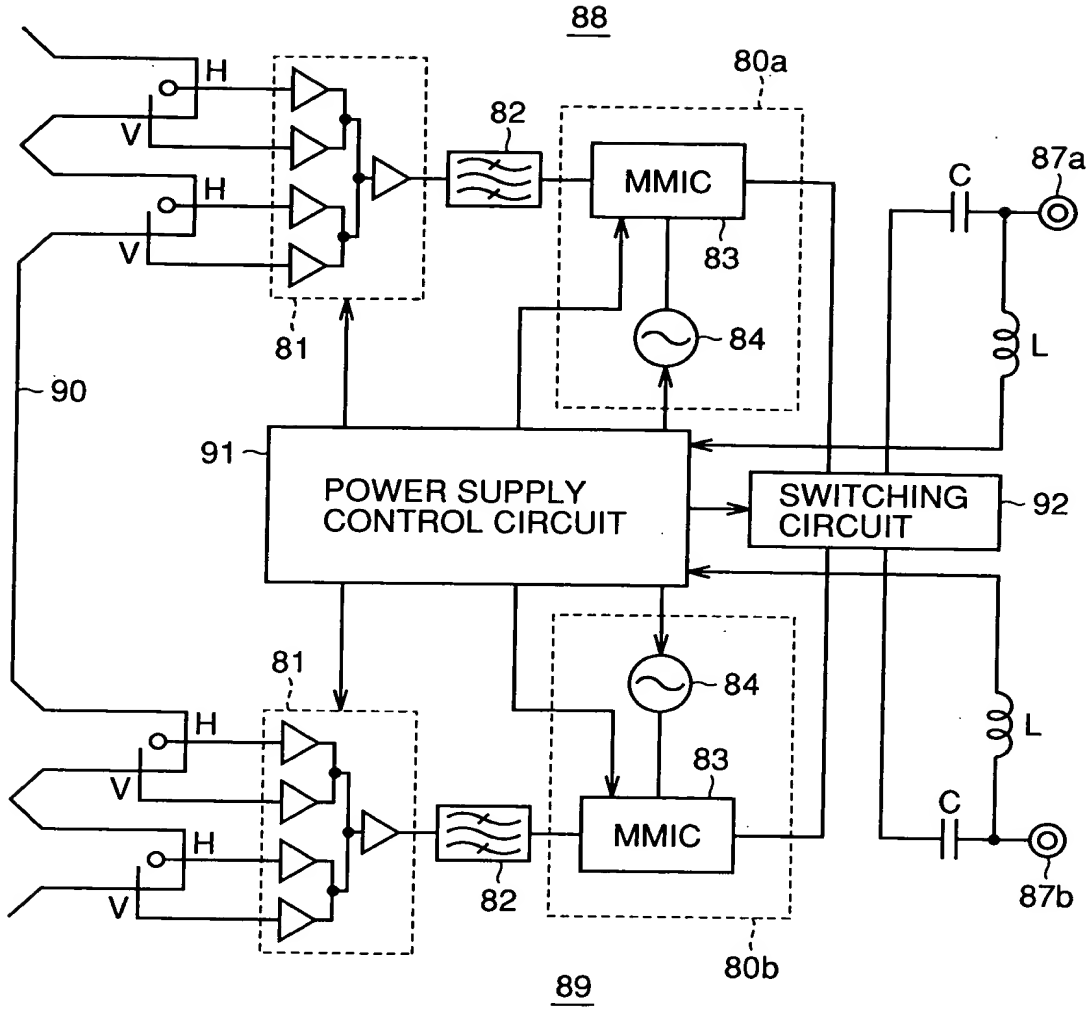 88
80a
H
V
82
MMIC
C
87a
H
V
83
81
84
L
90
91
POWER SUPPLY
CONTROL CIRCUIT
SWITCHING
CIRCUIT
92
81
84
L
H
V
83
C
MMIC
H
V
82
87b
80b
89